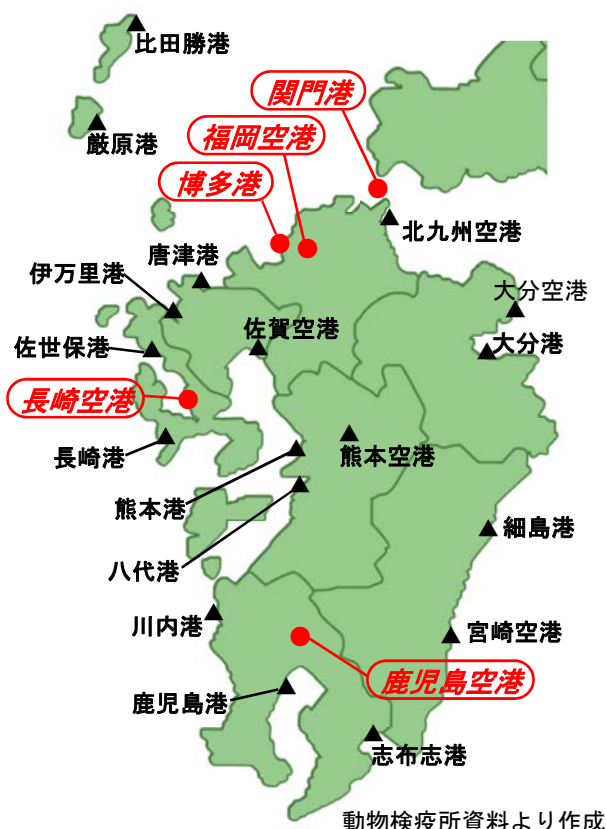 比田勝港
関門港
厳原港
福岡空港
博多港
北九州空港
唐津港
伊万里港
大分空港
佐賀空港
佐世保港
大分港
長崎空港
長崎港
熊本空港
熊本港
細島港
八代港
川内港
宮崎空港
鹿児島空港
鹿児島港
志布志港
動物検疫所資料より作成